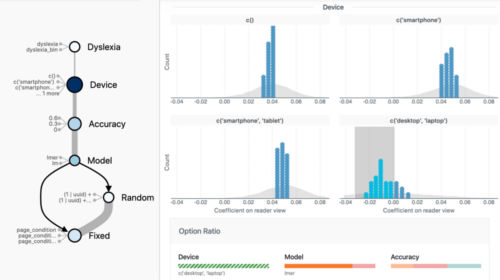 dyslexia
dyslexia_bin
Dyslexia
c()
c('smartphone')
c('smartphon...
... 1 more
Device
0.6
0.3
0
Accuracy
lmer
lm
Model
(1 | uuid) +
(1 | uuid) +...
Random
page_condition
page_conditi...
page_conditi...
Fixed
Device
c()
c('smartphone')
Count
-0.04 -0.02 0.00 0.02 0.04 0.06 0.08
-0.04 -0.02 0.00 0.02 0.04 0.06 0.08
c('smartphone', 'tablet')
c('desktop', 'laptop')
Count
-0.04 -0.02 0.00 0.02 0.04 0.06 0.08
-0.04 -0.02 0.00 0.02 0.04 0.06 0.08
Coefficient on reader view
Coefficient on reader view
Option Ratio
Device
Model
Accuracy
c('desktop', 'laptop')
lmer